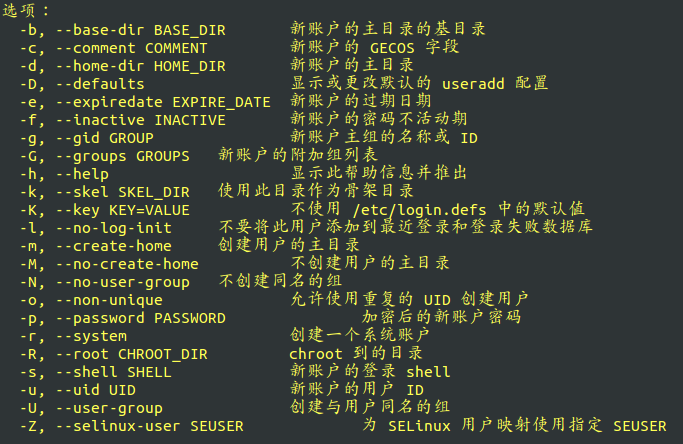 选项：
-b, --base-dir BASE_DIR 新账户的主目录的基目录
-c, --comment COMMENT 新账户的 GECOS 字段
-d, --home-dir HOME_DIR 新账户的主目录
-D, --defaults 显示或更改默认的 useradd 配置
-e, --expiredate EXPIRE_DATE 新账户的过期日期
-f, --inactive INACTIVE 新账户的密码不活动期
-g, --gid GROUP 新账户主组的名称或 ID
-G, --groups GROUPS 新账户的附加组列表
-h, --help 显示此帮助信息并推出
-k, --skel SKEL_DIR 使用此目录作为骨架目录
-K, --key KEY=VALUE 不使用 /etc/login.defs 中的默认值
-l, --no-log-init 不要将此用户添加到最近登录和登录失败数据库
-m, --create-home 创建用户的主目录
-M, --no-create-home 不创建用户的主目录
-N, --no-user-group 不创建同名的组
-o, --non-unique 允许使用重复的 UID 创建用户
-p, --password PASSWORD 加密后的新账户密码
-r, --system 创建一个系统账户
-R, --root CHROOT_DIR chroot 到的目录
-s, --shell SHELL 新账户的登录 shell
-u, --uid UID 新账户的用户 ID
-U, --user-group 创建与用户同名的组
-Z, --selinux-user SEUSER 为 SELinux 用户映射使用指定 SEUSER